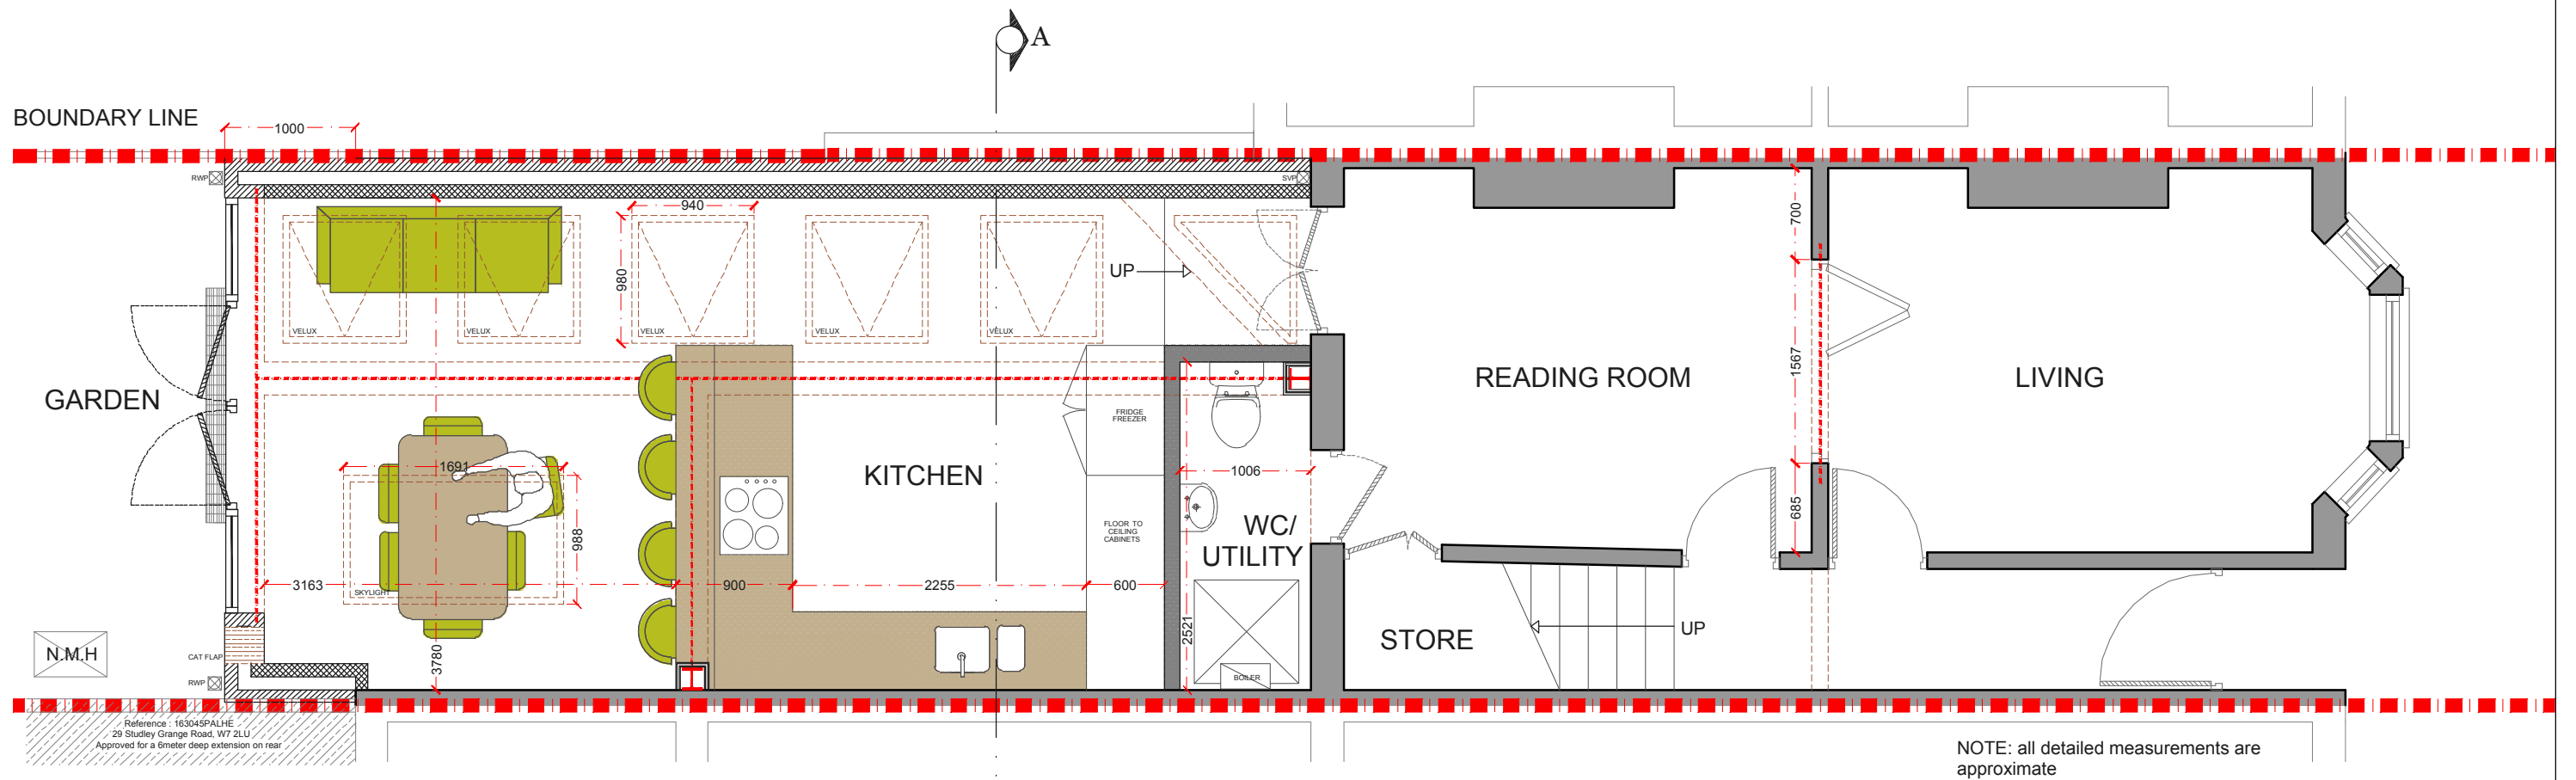 A
BOUNDARY LINE
1000
RWP
SVP
940
700
980
UP
VELUX
VELUX
VELUX
VELUX
VELUX
GARDEN
READING ROOM
1567
LIVING
FRIDGE
FREEZER
1691
KITCHEN
1006
685
988
FLOOR TO
CEILING
CABINETS
WC/
UTILITY
3163
SKYLIGHT
900
2255
600
2521
STORE
UP
N.M.H
CAT FLAP
3780
RWP
BOILER
Reference : 163045PALHE
29 Studley Grange Road, W7 2LU
Approved for a 6meter deep extension on rear
NOTE: all detailed measurements are
approximate